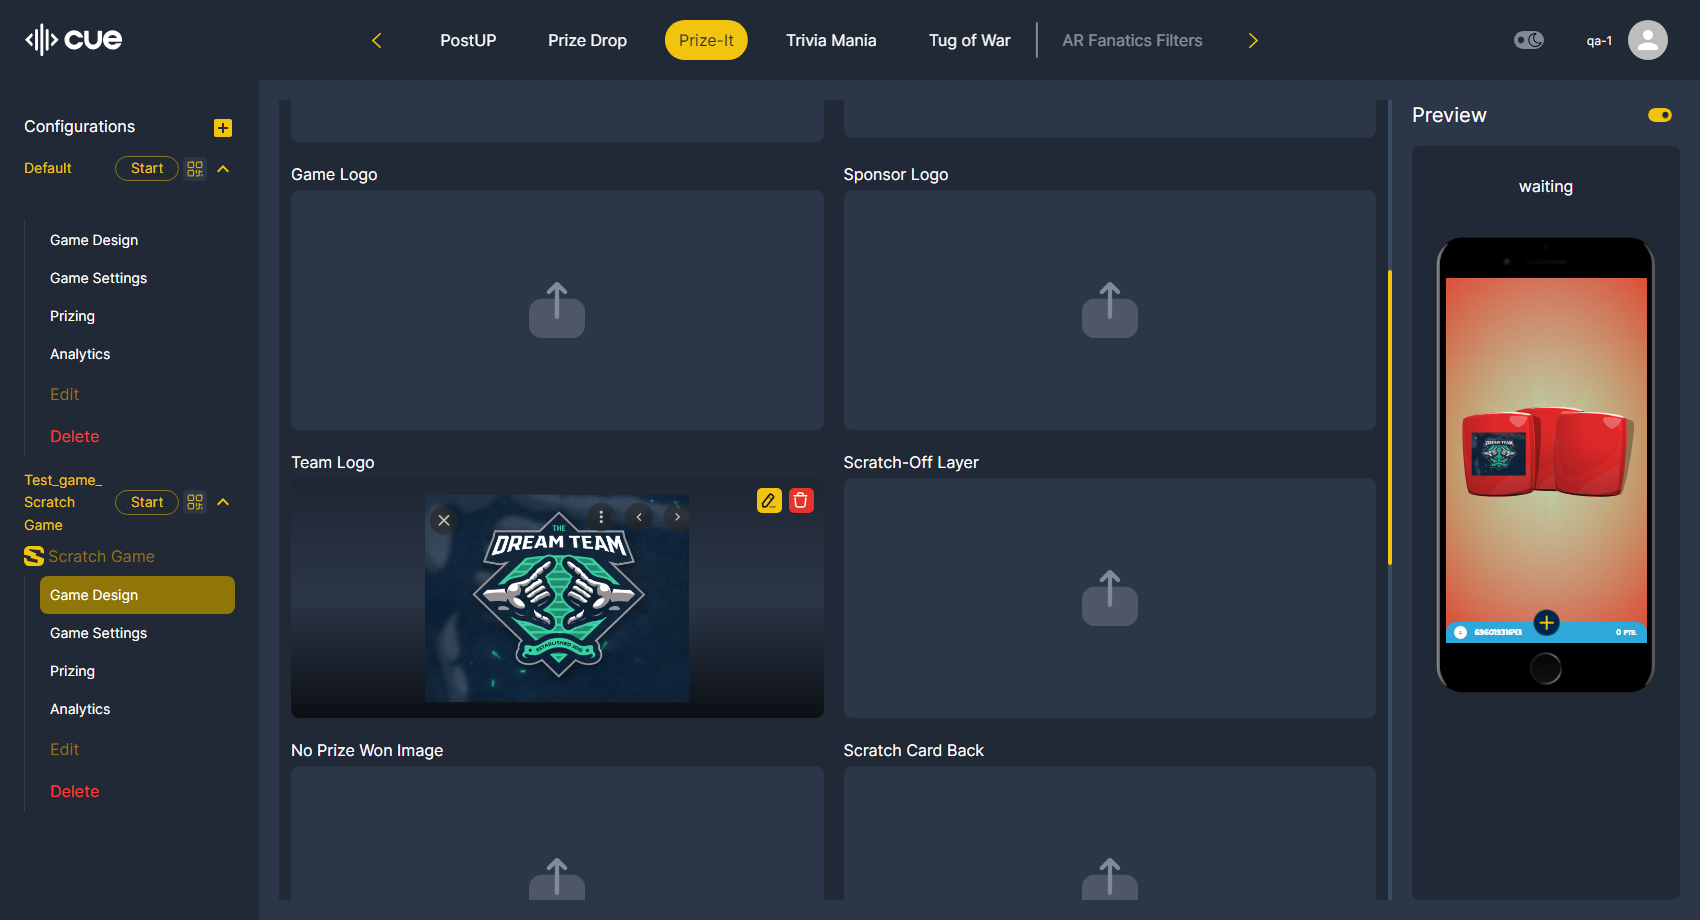 cue
PostUP
Prize Drop
Prize-It
Trivia Mania
Tug of War
AR Fanatics Filters
qa-1
Configurations
Default
Start
Game Design
Game Settings
Prizing
Analytics
Edit
Delete
Test_game_
Scratch
Game
Start
Scratch Game
Game Design
Game Settings
Prizing
Analytics
Edit
Delete
Game Logo
Sponsor Logo
Team Logo
Scratch-Off Layer
THE
DREAM TEAM
No Prize Won Image
Scratch Card Back
Preview
waiting
DREAM TEAM
69601931643
0 PTS.